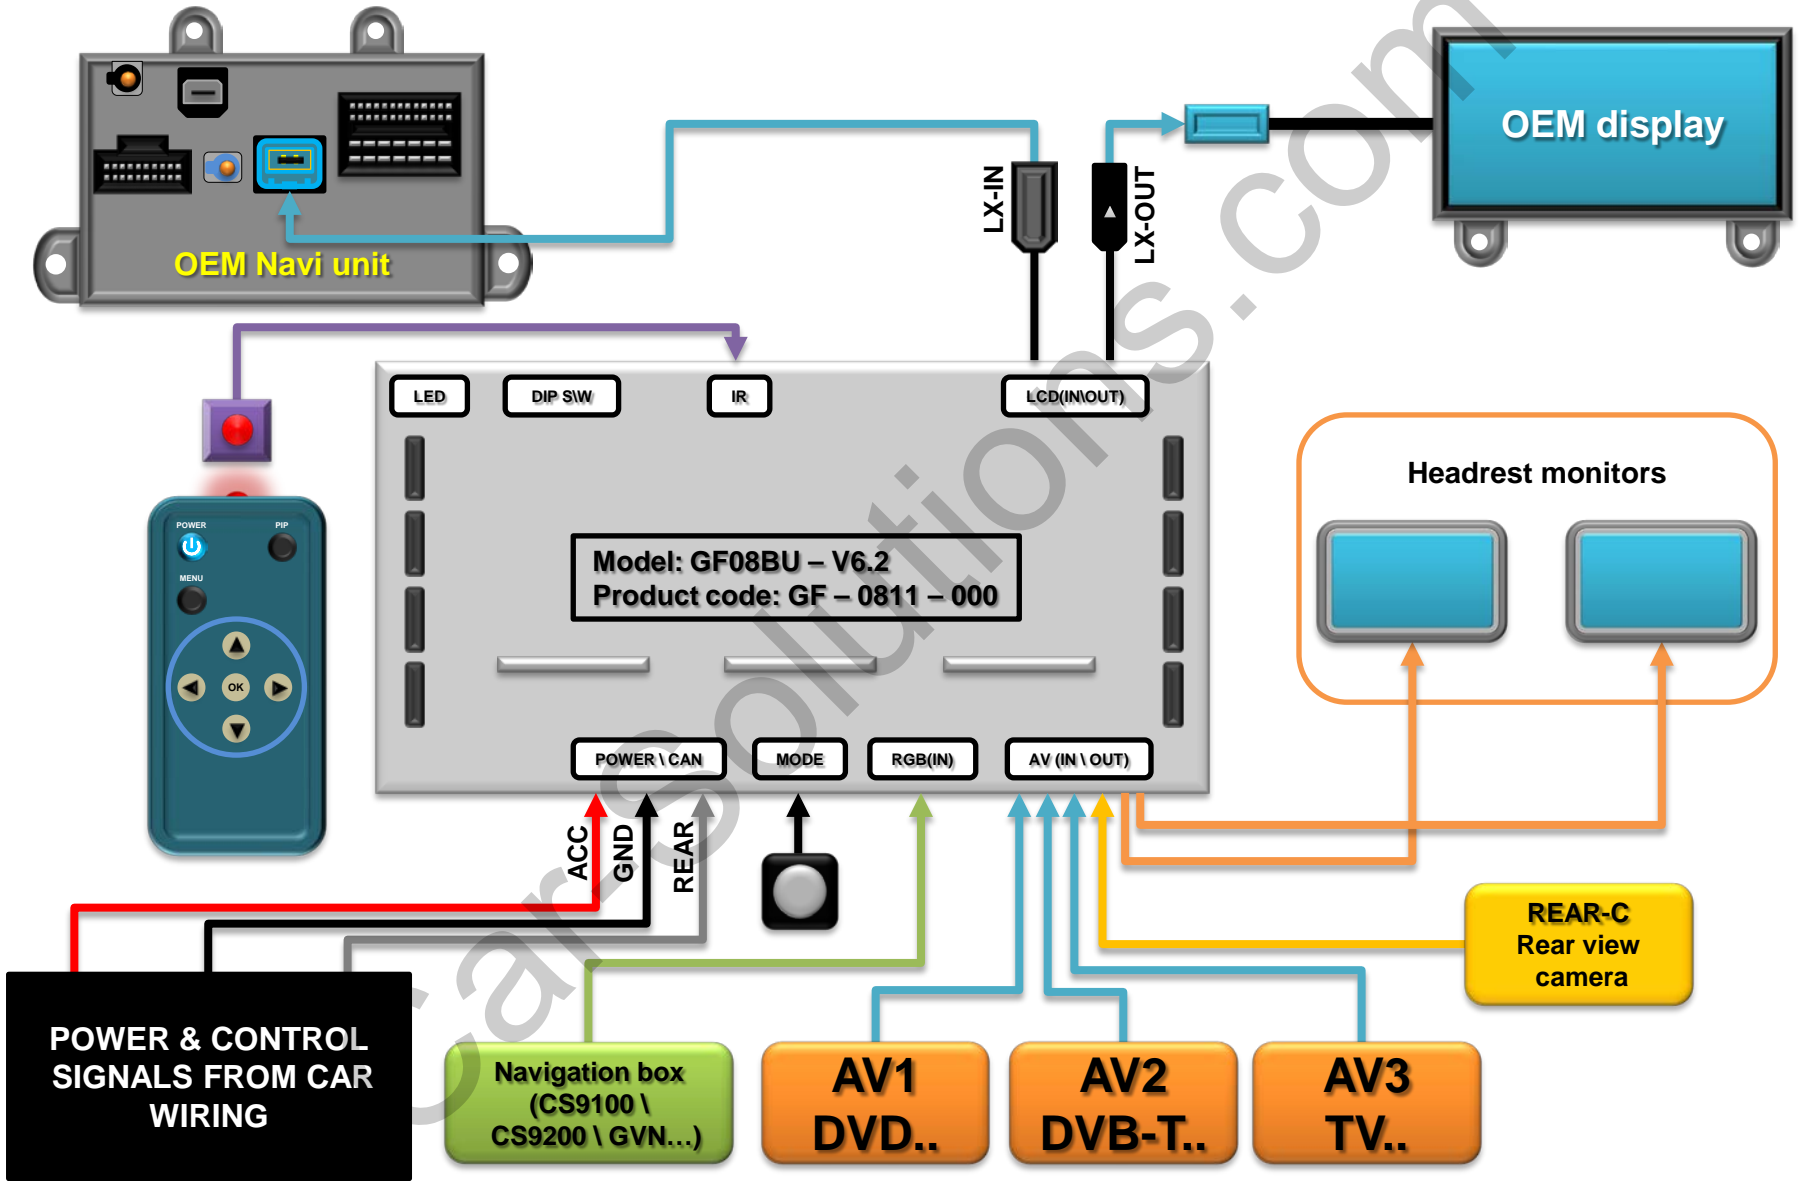 OEM Navi unit
LX-IN
LX-OUT
OEM display
LED
DIP S\W
IR
LCD(IN\OUT)
POWER
PIP
MENU
OK
Model: GF08BU – V6.2
Product code: GF – 0811 – 000
Headrest monitors
POWER \ CAN
MODE
RGB(IN)
AV (IN \ OUT)
ACC
GND
REAR
REAR-C
Rear view
camera
POWER & CONTROL
SIGNALS FROM CAR
WIRING
Navigation box
(CS9100 \
CS9200 \ GVN...)
AV1
DVD..
AV2
DVB-T..
AV3
TV..
Car-solutions.com